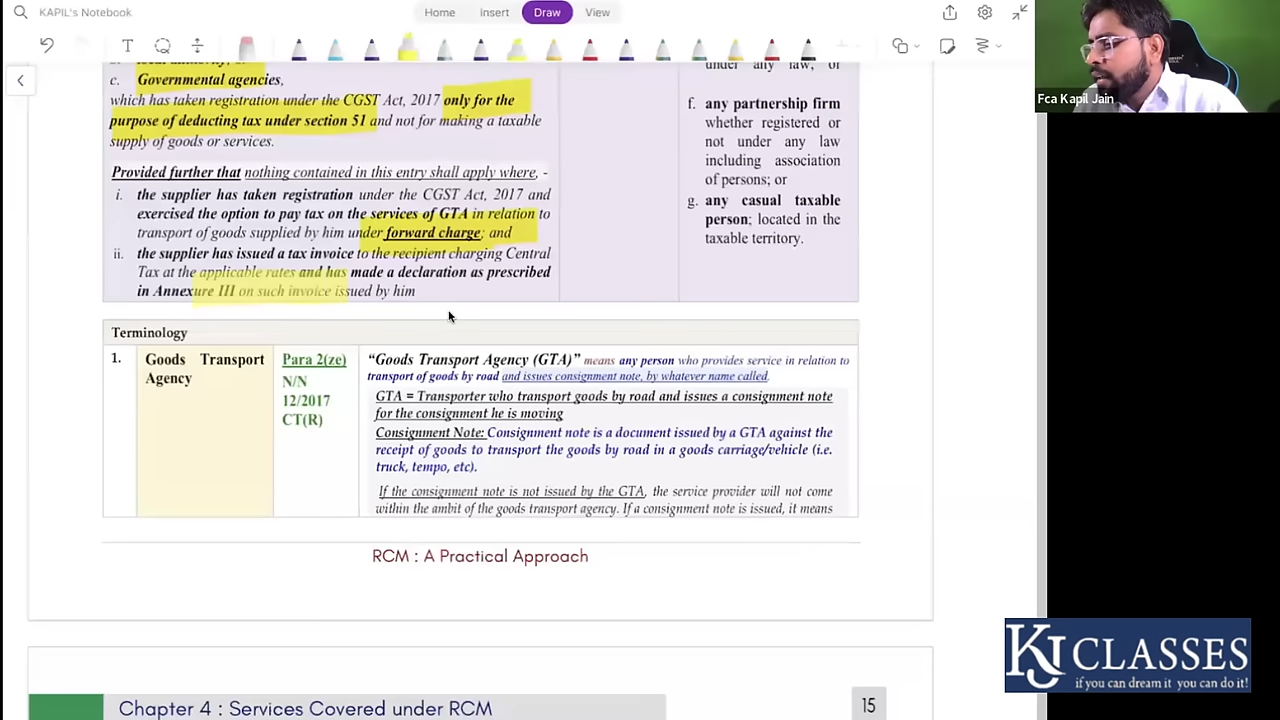 KAPIL's Notebook
Home Insert Draw View
Fca Kapil Jain
c. Governmental agencies,
which has taken registration under the CGST Act, 2017 only for the
purpose of deducting tax under section 51 and not for making a taxable
supply of goods or services.
Provided further that nothing contained in this entry shall apply where, -
i. the supplier has taken registration under the CGST Act, 2017 and
exercised the option to pay tax on the services of GTA in relation to
transport of goods supplied by him under forward charge; and
ii. the supplier has issued a tax invoice to the recipient charging Central
Tax at the applicable rates and has made a declaration as prescribed
in Annexure III on such invoice issued by him
under any law; or
f. any partnership firm
whether registered or
not under any law
including association
of persons; or
g. any casual taxable
person; located in the
taxable territory.
Terminology
1.
Goods Transport
Agency
Para 2(ze)
N/N
12/2017
CT(R)
“Goods Transport Agency (GTA)” means any person who provides service in relation to
transport of goods by road and issues consignment note, by whatever name called.
GTA = Transporter who transport goods by road and issues a consignment note
for the consignment he is moving
Consignment Note: Consignment note is a document issued by a GTA against the
receipt of goods to transport the goods by road in a goods carriage/vehicle (i.e.
truck, tempo, etc).
If the consignment note is not issued by the GTA, the service provider will not come
within the ambit of the goods transport agency. If a consignment note is issued, it means
RCM : A Practical Approach
KJ CLASSES
if you can dream it you can do it!
Chapter 4 : Services Covered under RCM
15